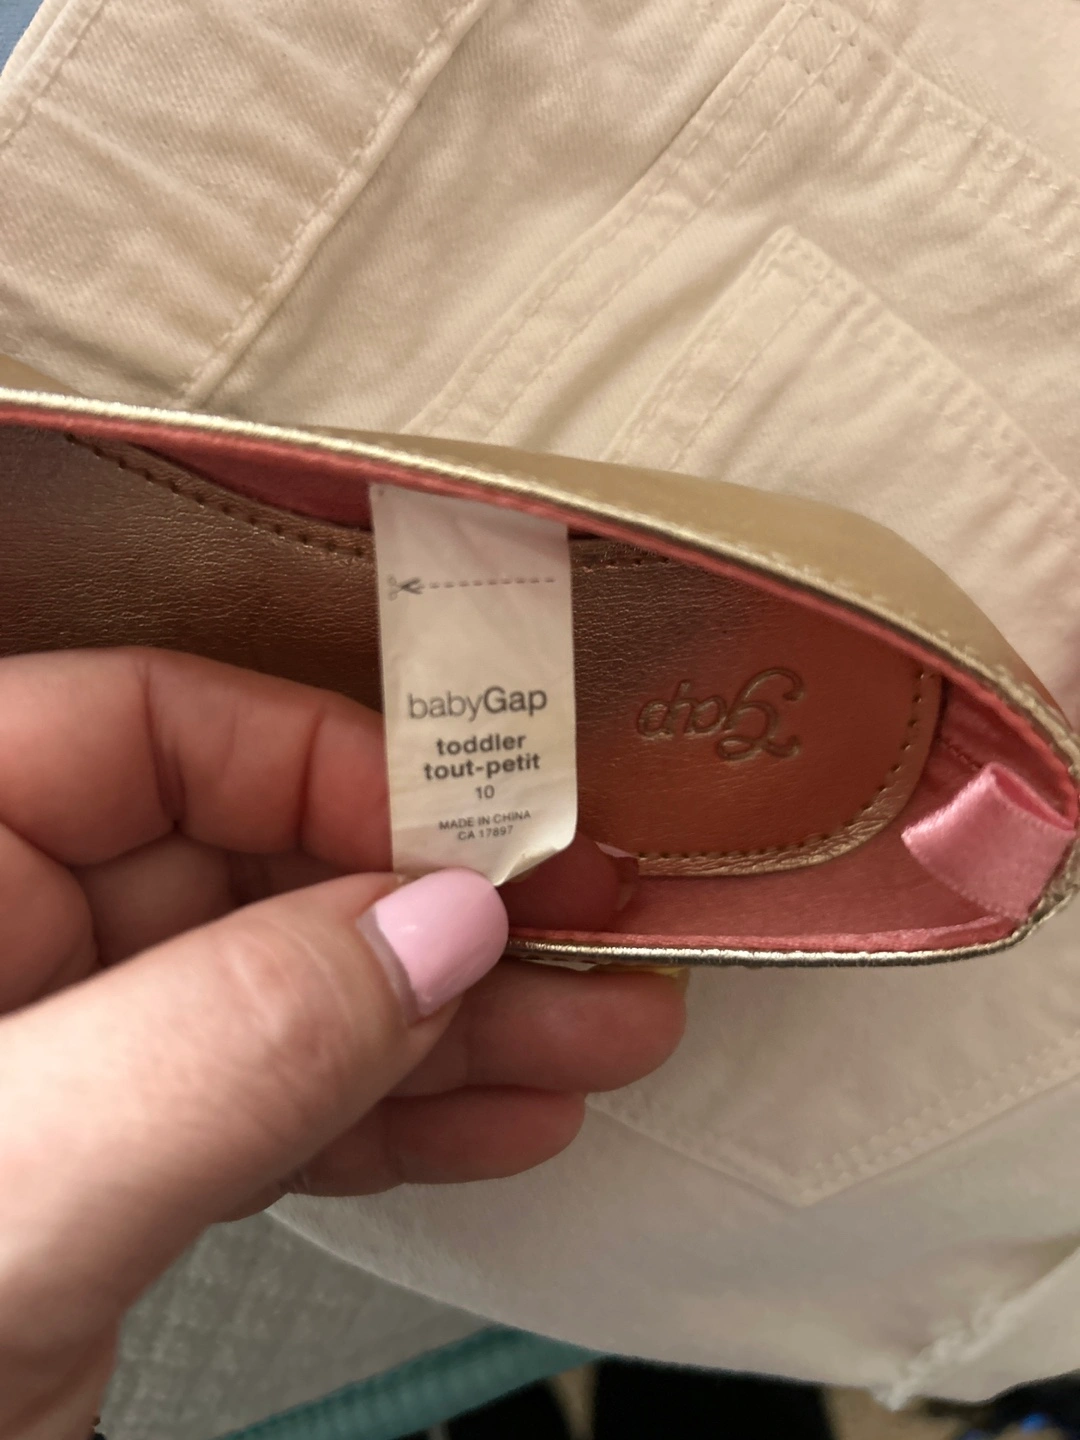 babyGap
toddler
tout-petit
10
MADE IN CHINA
CA 17897
Gap